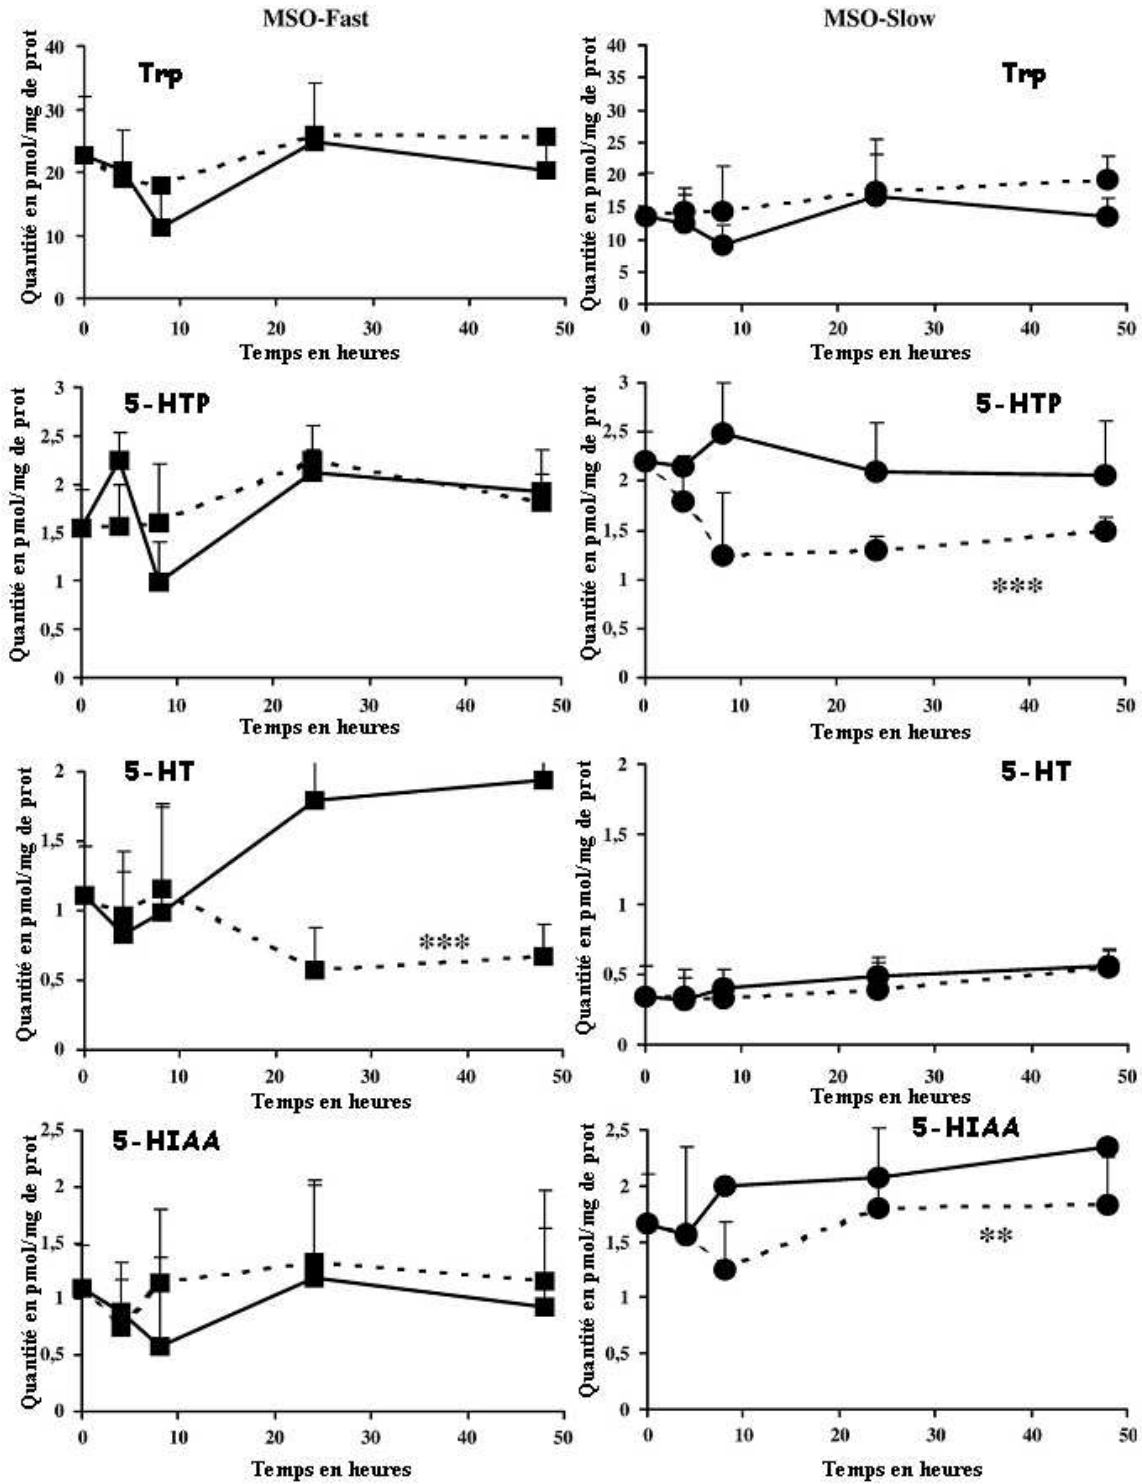 MSO-Fast
MSO-Slow
Quantité en pmol/mg de prot
40
30
20
10
0
Trp
0 10 20 30 40 50
Temps en heures
Quantité en pmol/mg de prot
40
35
30
25
20
15
10
5
0
Trp
0 10 20 30 40 50
Temps en heures
Quantité en pmol/mg de prot
3
2,5
2
1,5
1
0,5
0
5-HTP
0 10 20 30 40 50
Temps en heures
Quantité en pmol/mg de prot
3
2,5
2
1,5
1
0,5
0
5-HTP
***
0 10 20 30 40 50
Temps en heures
Quantité en pmol/mg de prot
2
1,5
1
0,5
0
5-HT
***
0 10 20 30 40 50
Temps en heures
Quantité en pmol/mg de prot
2
1,5
1
0,5
0
5-HT
0 10 20 30 40 50
Temps en heures
Quantité en pmol/mg de prot
2,5
2
1,5
1
0,5
0
5-HIAA
0 10 20 30 40 50
Temps en heures
Quantité en pmol/mg de prot
2,5
2
1,5
1
0,5
0
5-HIAA
**
0 10 20 30 40 50
Temps en heures